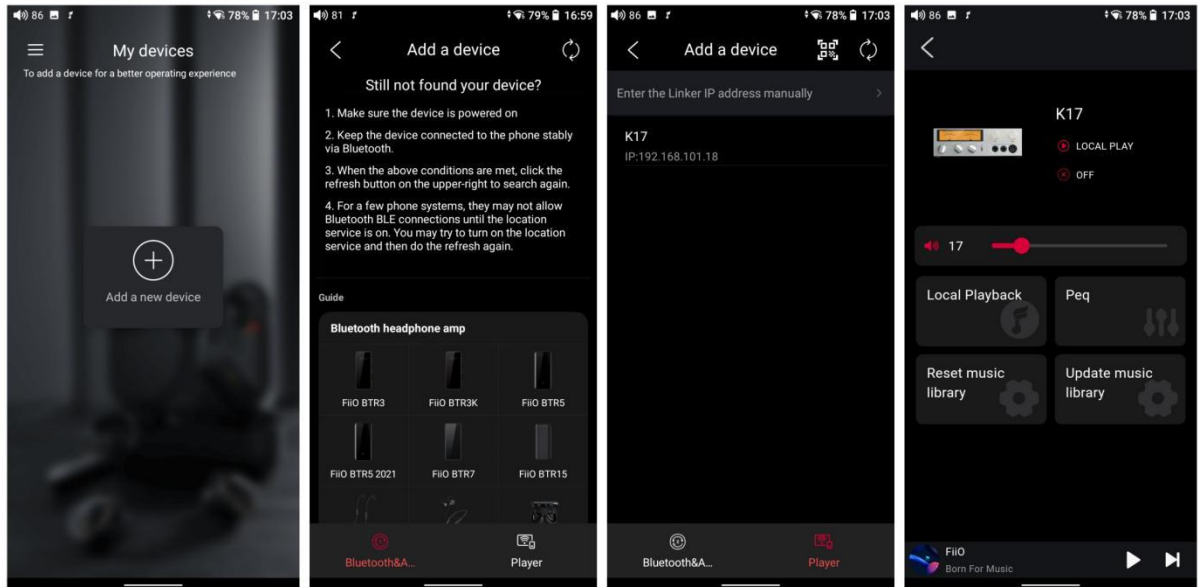 86 78% 17:03
My devices
To add a device for a better operating experience
Add a new device
81 79% 16:59
Add a device
Still not found your device?
1. Make sure the device is powered on
2. Keep the device connected to the phone stably
via Bluetooth.
3. When the above conditions are met, click the
refresh button on the upper-right to search again.
4. For a few phone systems, they may not allow
Bluetooth BLE connections until the location
service is on. You may try to turn on the location
service and then do the refresh again.
Guide
Bluetooth headphone amp
FiiO BTR3 FiiO BTR3K FiiO BTR5
FiiO BTR5 2021 FiiO BTR7 FiiO BTR15
Bluetooth&A... Player
86 78% 17:03
Add a device
Enter the Linker IP address manually
K17
IP:192.168.101.18
Bluetooth&A... Player
86 78% 17:03
K17
LOCAL PLAY
OFF
17
Local Playback Peq
Reset music
library
Update music
library
FiiO
Born For Music